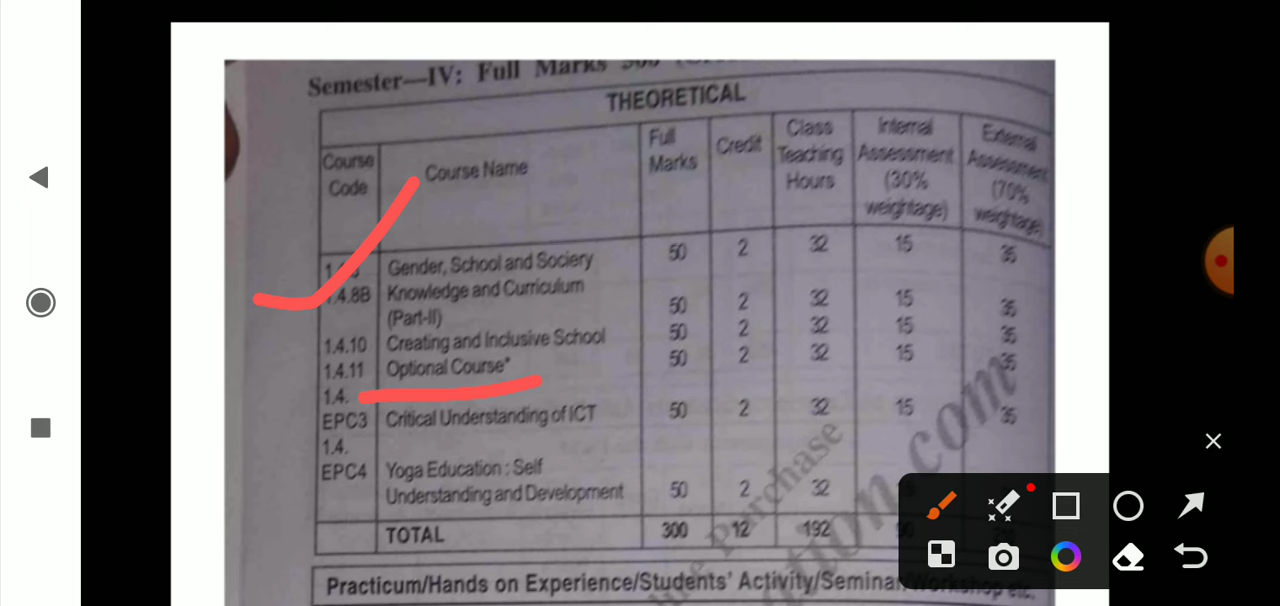 Semester—IV: Full Marks 300
THEORETICAL
Course Code | Course Name | Full Marks | Credit | Class Teaching Hours | Internal Assessment (30% weightage) | External Assessment (70% weightage)
Gender, School and Sociery | 50 | 2 | 32 | 15 | 35
1.4.8B | Knowledge and Curriculum (Part-II) | 50 | 2 | 32 | 15 | 35
1.4.10 | Creating and Inclusive School | 50 | 2 | 32 | 15 | 35
1.4.11 | Optional Course* | 50 | 2 | 32 | 15 | 35
1.4.
EPC3 | Critical Understanding of ICT | 50 | 2 | 32 | 15 | 35
1.4.
EPC4 | Yoga Education : Self
Understanding and Development | 50 | 2 | 32
TOTAL | 300 | 12 | 192
Practicum/Hands on Experience/Students' Activity/Seminar/Workshop etc.
Purchase